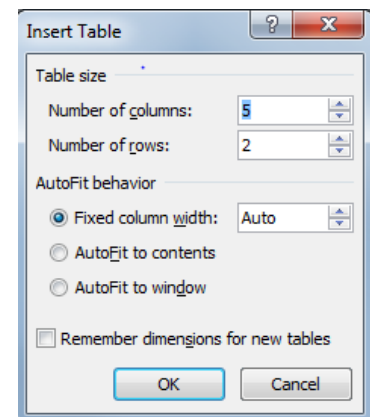 Insert Table
Table size
Number of columns: 5
Number of rows: 2
AutoFit behavior
Fixed column width: Auto
AutoFit to contents
AutoFit to window
Remember dimensions for new tables
OK Cancel